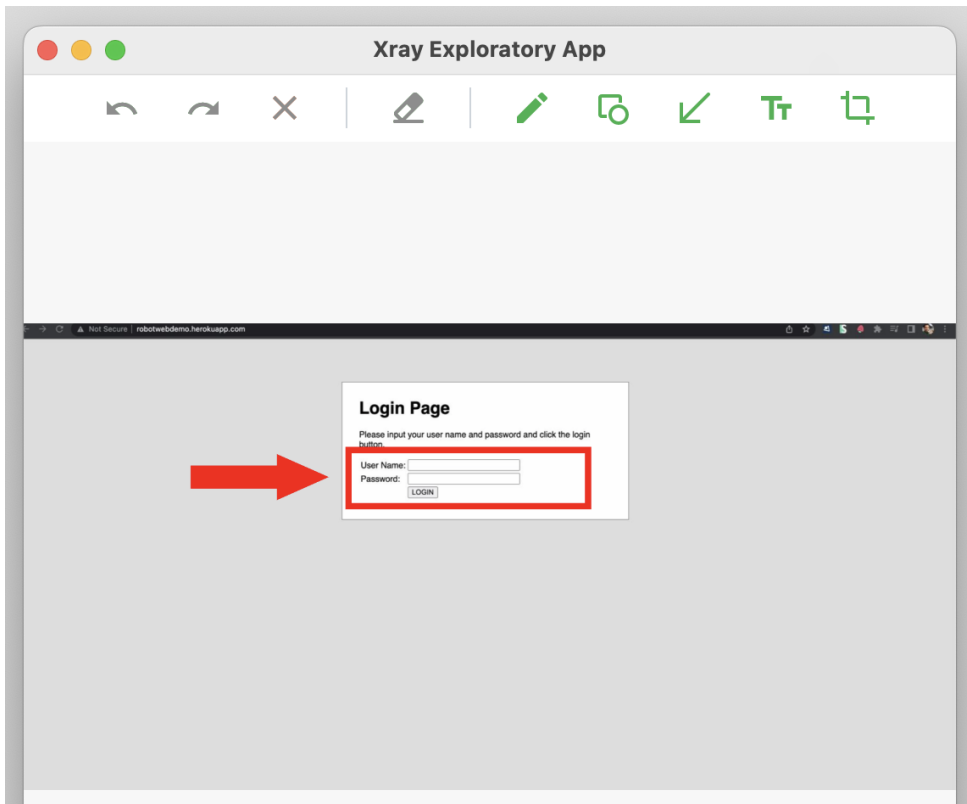 Xray Exploratory App
TT
Not Secure | robotwebdemo.herokuapp.com
Login Page
Please input your user name and password and click the login
button.
User Name:
Password:
LOGIN